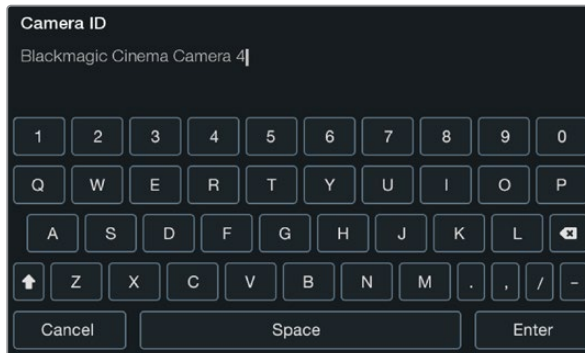 Camera ID
Blackmagic Cinema Camera 4
1 2 3 4 5 6 7 8 9 0
Q W E R T Y U I O P
A S D F G H J K L
Z X C V B N M . , / -
Cancel Space Enter